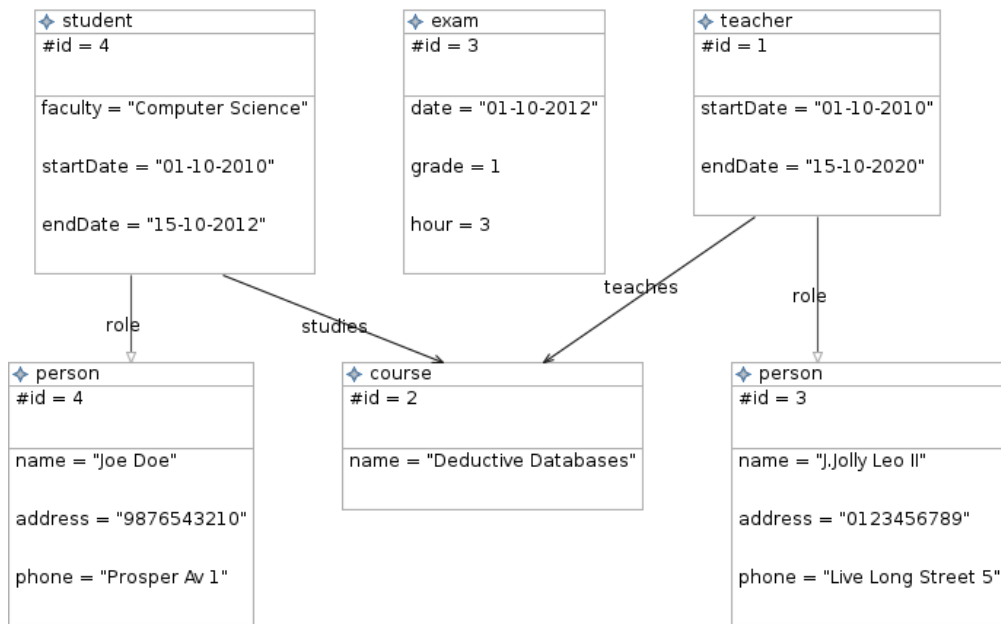 student
#id = 4
faculty = "Computer Science"
startDate = "01-10-2010"
endDate = "15-10-2012"
exam
#id = 3
date = "01-10-2012"
grade = 1
hour = 3
teacher
#id = 1
startDate = "01-10-2010"
endDate = "15-10-2020"
role
studies
teaches
role
person
#id = 4
name = "Joe Doe"
address = "9876543210"
phone = "Prosper Av 1"
course
#id = 2
name = "Deductive Databases"
person
#id = 3
name = "J.Jolly Leo II"
address = "0123456789"
phone = "Live Long Street 5"